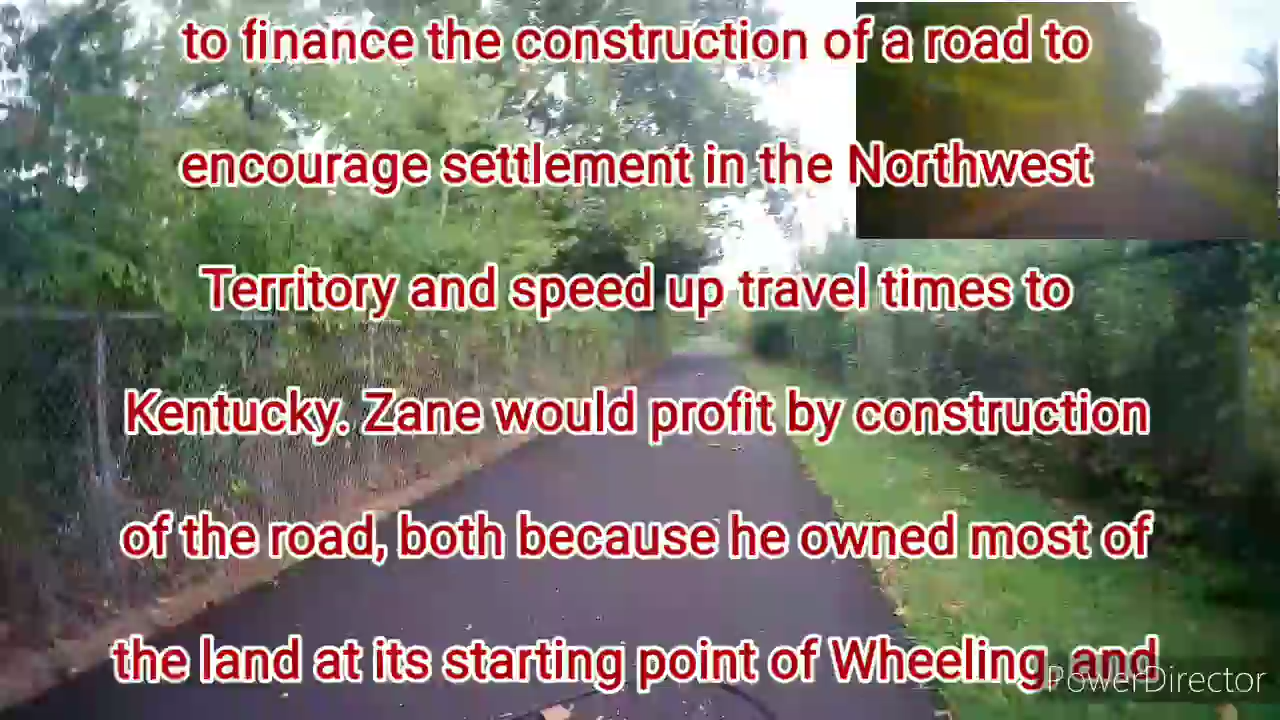 to finance the construction of a road to
encourage settlement in the Northwest
Territory and speed up travel times to
Kentucky. Zane would profit by construction
of the road, both because he owned most of
the land at its starting point of Wheeling, and
PowerDirector